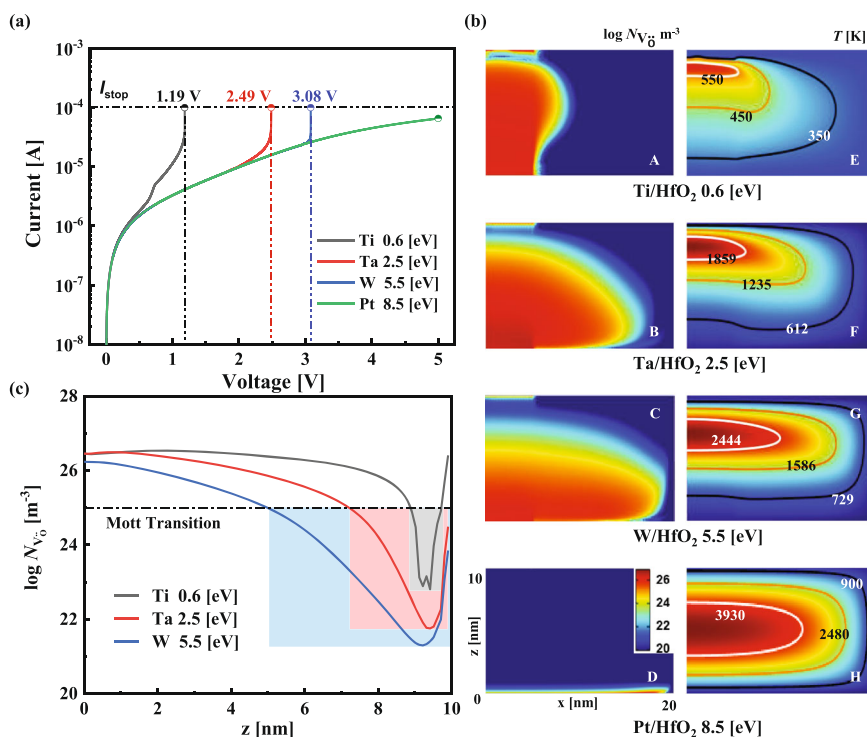 (a)
10⁻³
10⁻⁴
10⁻⁵
10⁻⁶
10⁻⁷
10⁻⁸
Current [A]
I_stop
1.19 V
2.49 V
3.08 V
Ti 0.6 [eV]
Ta 2.5 [eV]
W 5.5 [eV]
Pt 8.5 [eV]
0 1 2 3 4 5
Voltage [V]
(c)
28
26
24
22
20
log N_V̈o [m⁻³]
Mott Transition
Ti 0.6 [eV]
Ta 2.5 [eV]
W 5.5 [eV]
0 2 4 6 8 10
z [nm]
(b)
log N_V̈o m⁻³
T [K]
A
550
450
350
E
Ti/HfO₂ 0.6 [eV]
B
1859
1235
612
F
Ta/HfO₂ 2.5 [eV]
C
2444
1586
729
G
W/HfO₂ 5.5 [eV]
10
z [nm]
0
x [nm]
20
26
24
22
20
D
3930
2480
900
H
Pt/HfO₂ 8.5 [eV]